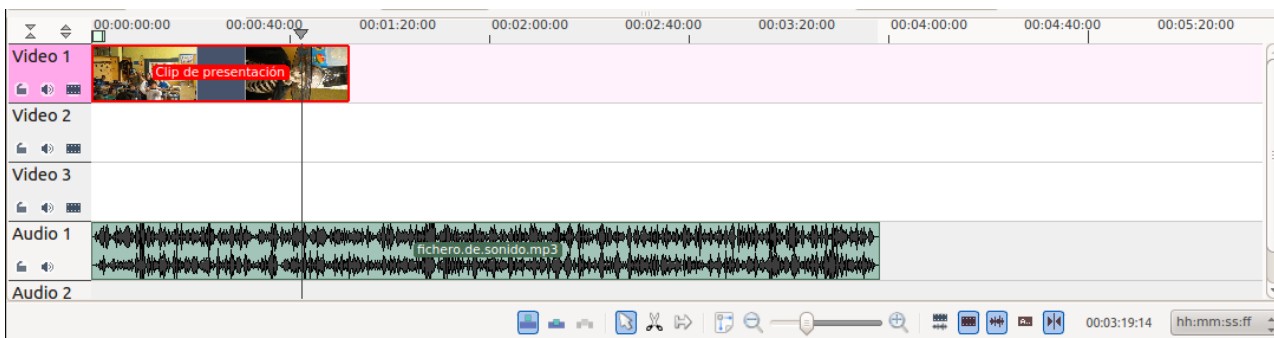 00:00:00:00 00:00:40:00 00:01:20:00 00:02:00:00 00:02:40:00 00:03:20:00 00:04:00:00 00:04:40:00 00:05:20:00
Video 1
Clip de presentación
Video 2
Video 3
Audio 1
fichero.de.sonido.mp3
Audio 2
00:03:19:14 hh:mm:ss:ff